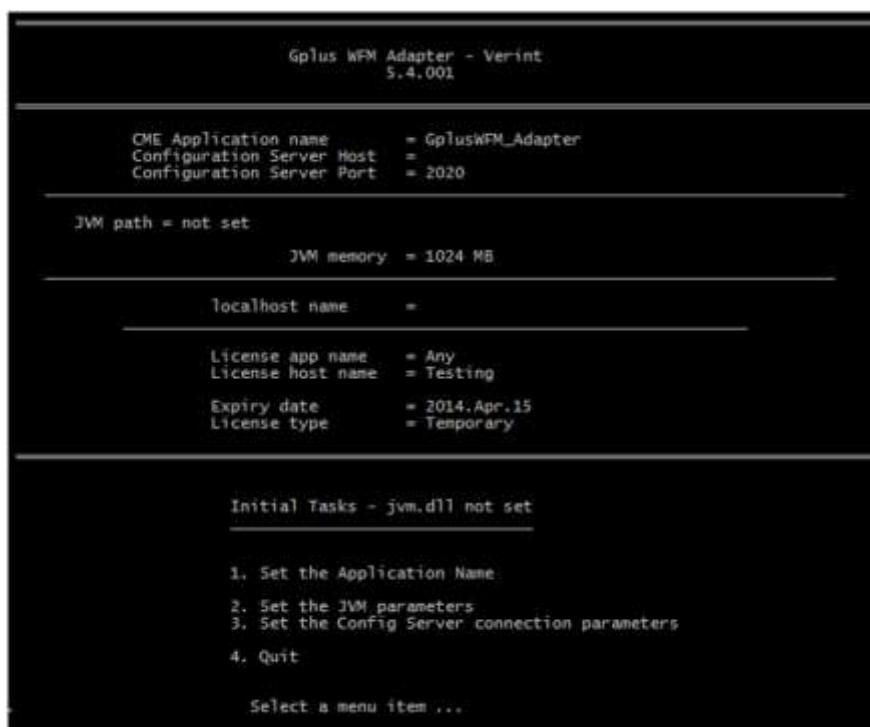 Gplus WFM Adapter - Verint
5.4.001
CME Application name = GplusWFM_Adapter
Configuration Server Host =
Configuration Server Port = 2020
JVM path = not set
JVM memory = 1024 MB
localhost name =
License app name = Any
License host name = Testing
Expiry date = 2014.Apr.15
License type = Temporary
Initial Tasks - jvm.dll not set
1. Set the Application Name
2. Set the JVM parameters
3. Set the Config Server connection parameters
4. Quit
Select a menu item ...